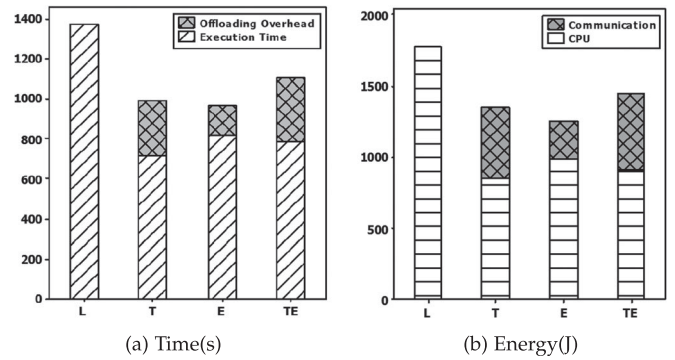 1400
1200
1000
800
600
400
200
0
Offloading Overhead
Execution Time
L T E TE
(a) Time(s)
2000
1500
1000
500
0
Communication
CPU
L T E TE
(b) Energy(J)